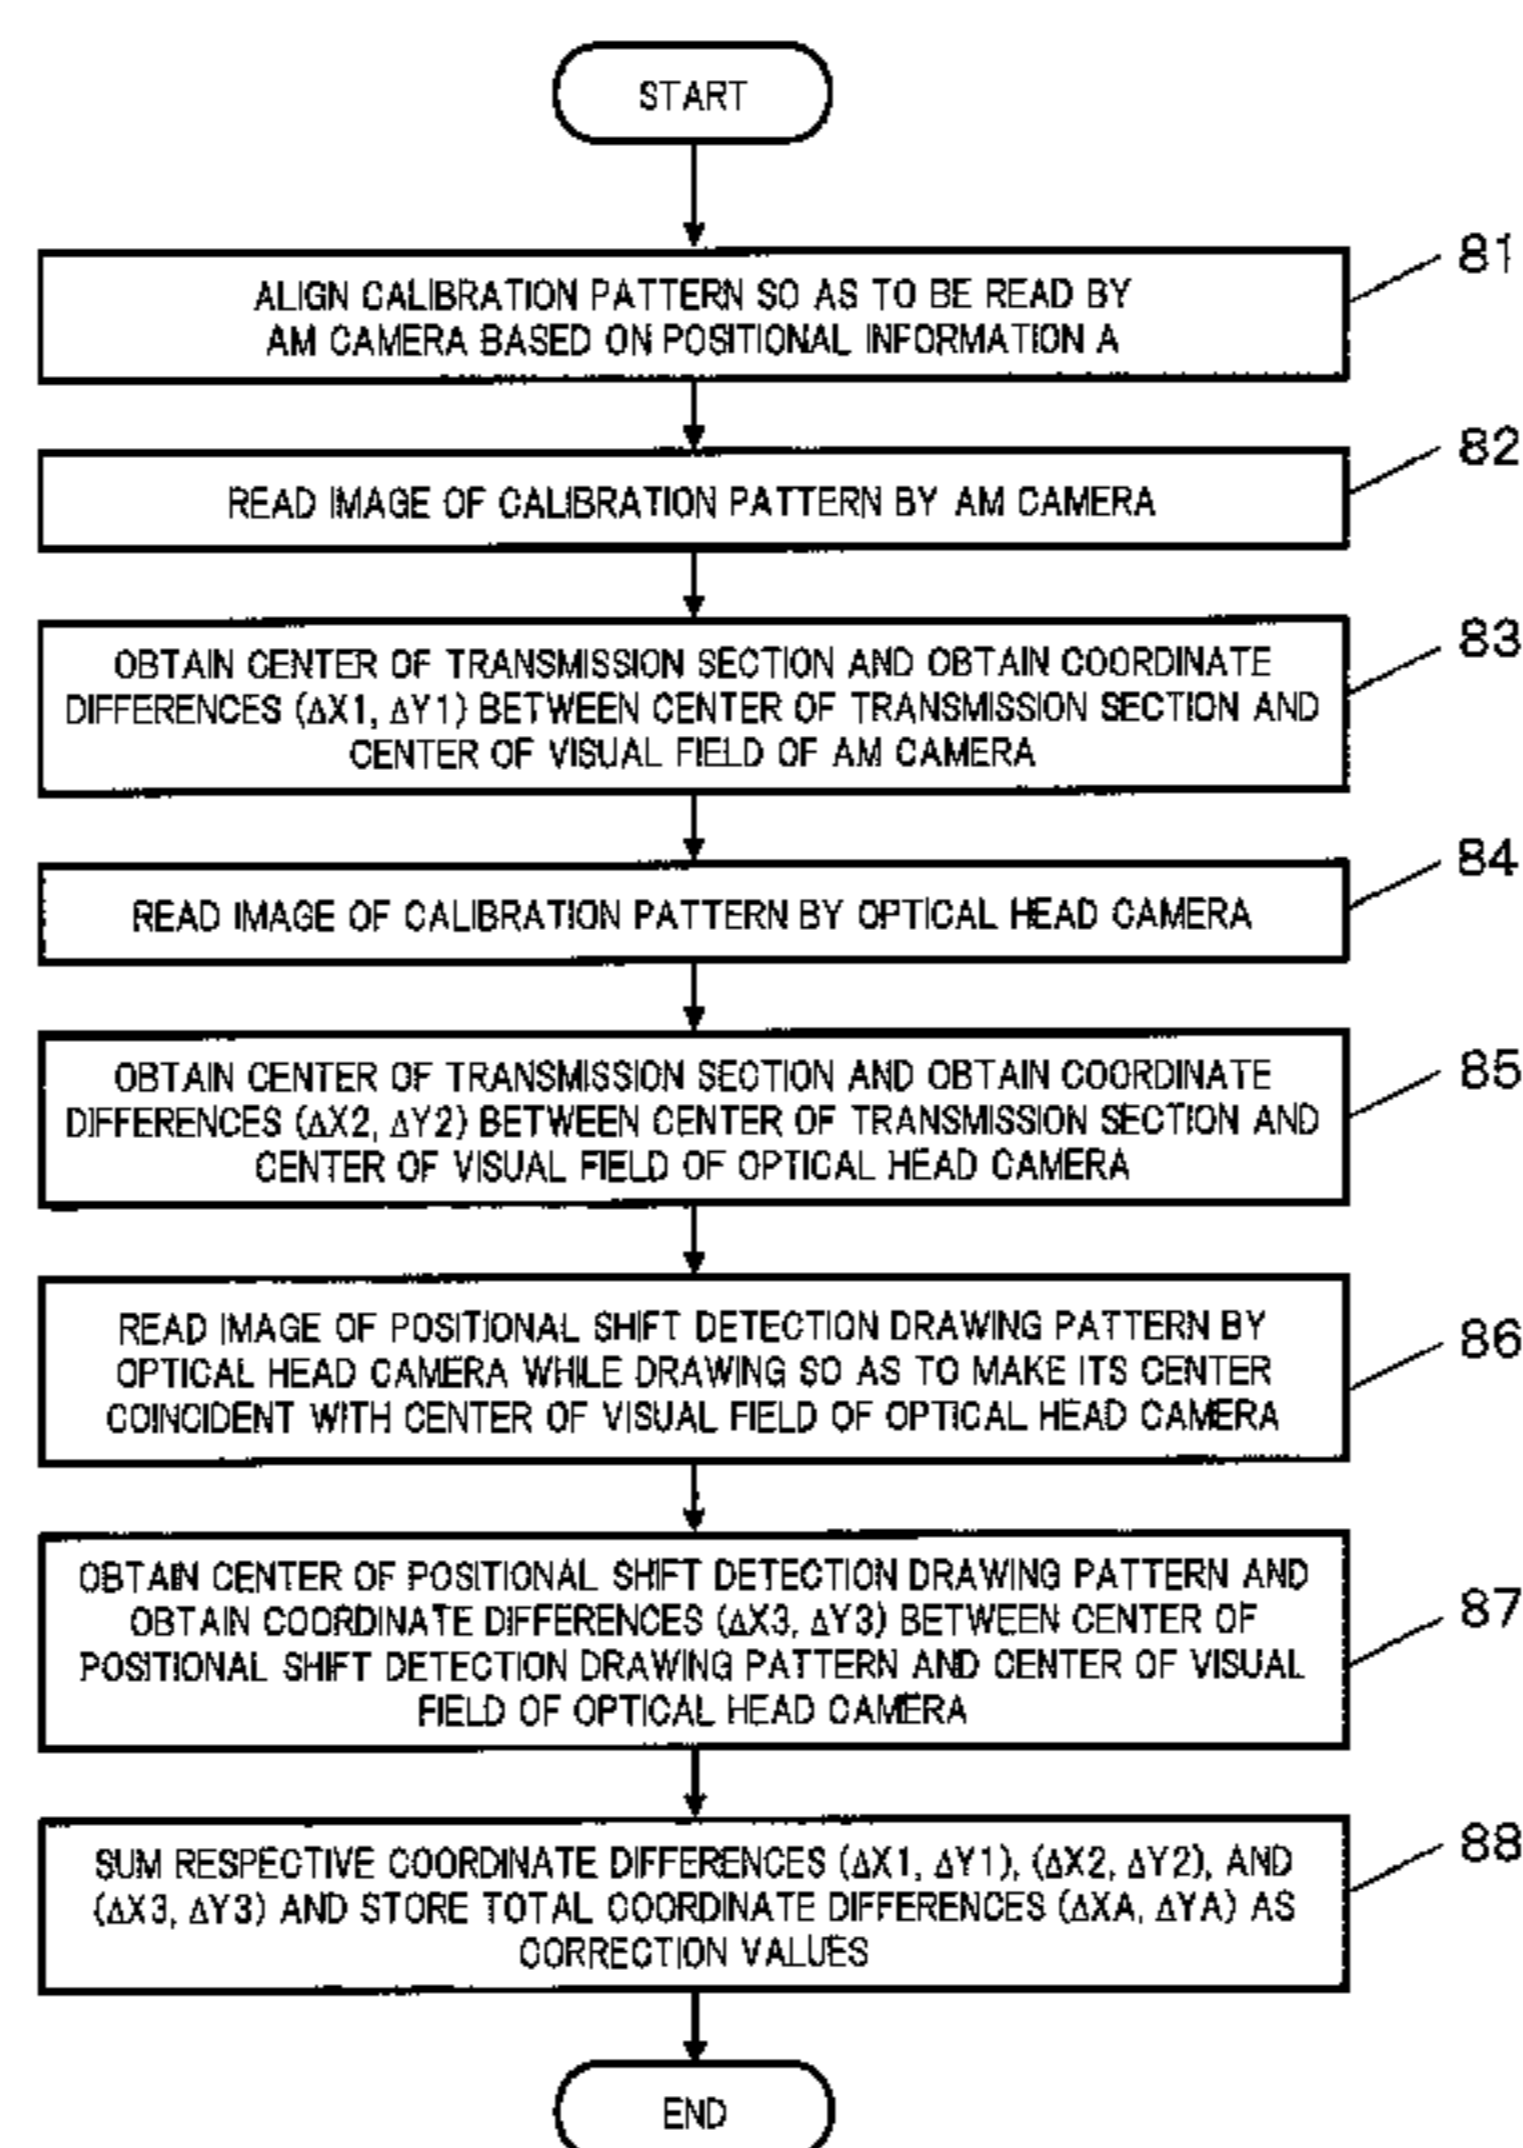 START
81
ALIGN CALIBRATION PATTERN SO AS TO BE READ BY
AM CAMERA BASED ON POSITIONAL INFORMATION A
82
READ IMAGE OF CALIBRATION PATTERN BY AM CAMERA
83
OBTAIN CENTER OF TRANSMISSION SECTION AND OBTAIN COORDINATE
DIFFERENCES (ΔX1, ΔY1) BETWEEN CENTER OF TRANSMISSION SECTION AND
CENTER OF VISUAL FIELD OF AM CAMERA
84
READ IMAGE OF CALIBRATION PATTERN BY OPTICAL HEAD CAMERA
85
OBTAIN CENTER OF TRANSMISSION SECTION AND OBTAIN COORDINATE
DIFFERENCES (ΔX2, ΔY2) BETWEEN CENTER OF TRANSMISSION SECTION AND
CENTER OF VISUAL FIELD OF OPTICAL HEAD CAMERA
86
READ IMAGE OF POSITIONAL SHIFT DETECTION DRAWING PATTERN BY
OPTICAL HEAD CAMERA WHILE DRAWING SO AS TO MAKE ITS CENTER
COINCIDENT WITH CENTER OF VISUAL FIELD OF OPTICAL HEAD CAMERA
87
OBTAIN CENTER OF POSITIONAL SHIFT DETECTION DRAWING PATTERN AND
OBTAIN COORDINATE DIFFERENCES (ΔX3, ΔY3) BETWEEN CENTER OF
POSITIONAL SHIFT DETECTION DRAWING PATTERN AND CENTER OF VISUAL
FIELD OF OPTICAL HEAD CAMERA
88
SUM RESPECTIVE COORDINATE DIFFERENCES (ΔX1, ΔY1), (ΔX2, ΔY2), AND
(ΔX3, ΔY3) AND STORE TOTAL COORDINATE DIFFERENCES (ΔXA, ΔYA) AS
CORRECTION VALUES
END